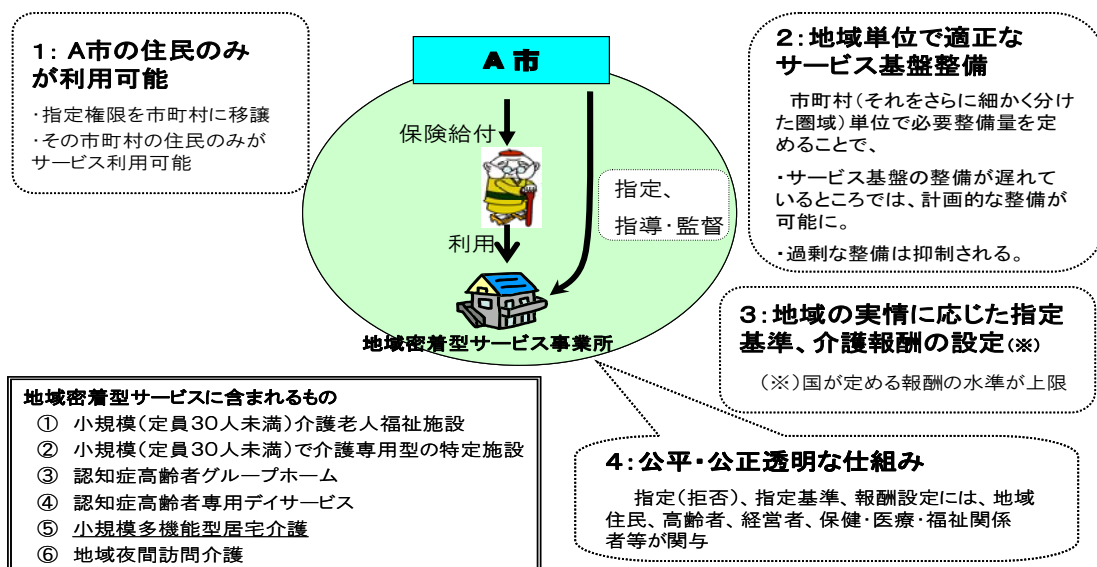 1：A市の住民のみ
が利用可能
・指定権限を市町村に移譲
・その市町村の住民のみが
サービス利用可能
A 市
保険給付
利用
指定、
指導・監督
地域密着型サービス事業所
2：地域単位で適正な
サービス基盤整備
市町村（それをさらに細かく分け
た圏域）単位で必要整備量を定
めることで、
・サービス基盤の整備が遅れて
いるところでは、計画的な整備が
可能に。
・過剰な整備は抑制される。
3：地域の実情に応じた指定
基準、介護報酬の設定(※)
（※）国が定める報酬の水準が上限
4：公平・公正透明な仕組み
指定（拒否）、指定基準、報酬設定には、地域
住民、高齢者、経営者、保健・医療・福祉関係
者等が関与
地域密着型サービスに含まれるもの
① 小規模（定員30人未満）介護老人福祉施設
② 小規模（定員30人未満）で介護専用型の特定施設
③ 認知症高齢者グループホーム
④ 認知症高齢者専用デイサービス
⑤ 小規模多機能型居宅介護
⑥ 地域夜間訪問介護